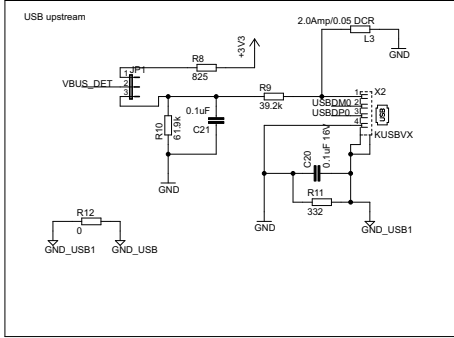 USB upstream
2.0Amp/0.05 DCR
L3
GND
+3V3
R8
825
JP1
1
2
3
VBUS_DET
R9
39.2k
0.1uF
C21
R10
61.9k
GND
1
2
3
4
X2
USBDM0
USBDP0
USB
KUSBVX
C20
0.1uF 16V
R11
332
GND
GND_USB1
R12
0
GND_USB1
GND_USB